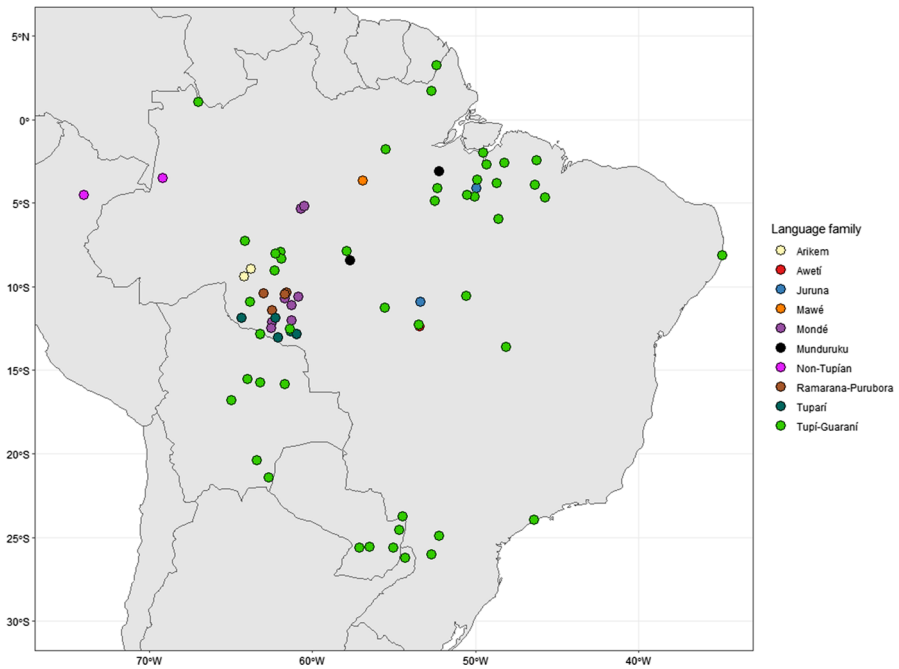 5°N
0°
5°S
10°S
15°S
20°S
25°S
30°S
70°W
60°W
50°W
40°W
Language family
Arikem
Awetí
Juruna
Mawé
Mondé
Munduruku
Non-Tupían
Ramarana-Purubora
Tuparí
Tupí-Guaraní